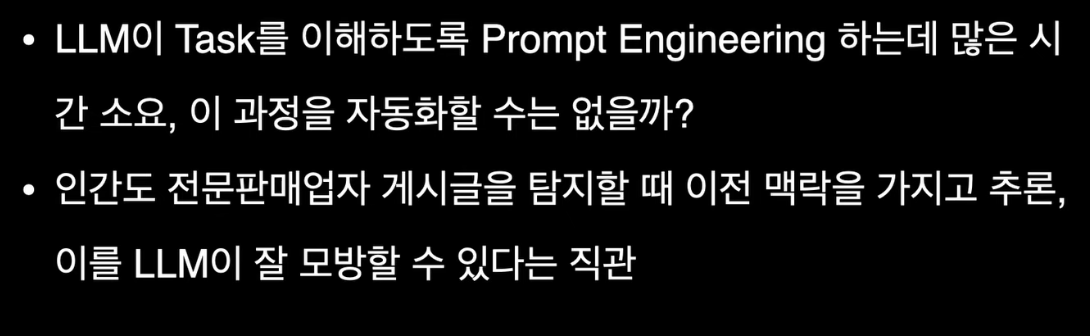 • LLM이 Task를 이해하도록 Prompt Engineering 하는데 많은 시
간 소요, 이 과정을 자동화할 수는 없을까?
• 인간도 전문판매업자 게시글을 탐지할 때 이전 맥락을 가지고 추론,
이를 LLM이 잘 모방할 수 있다는 직관